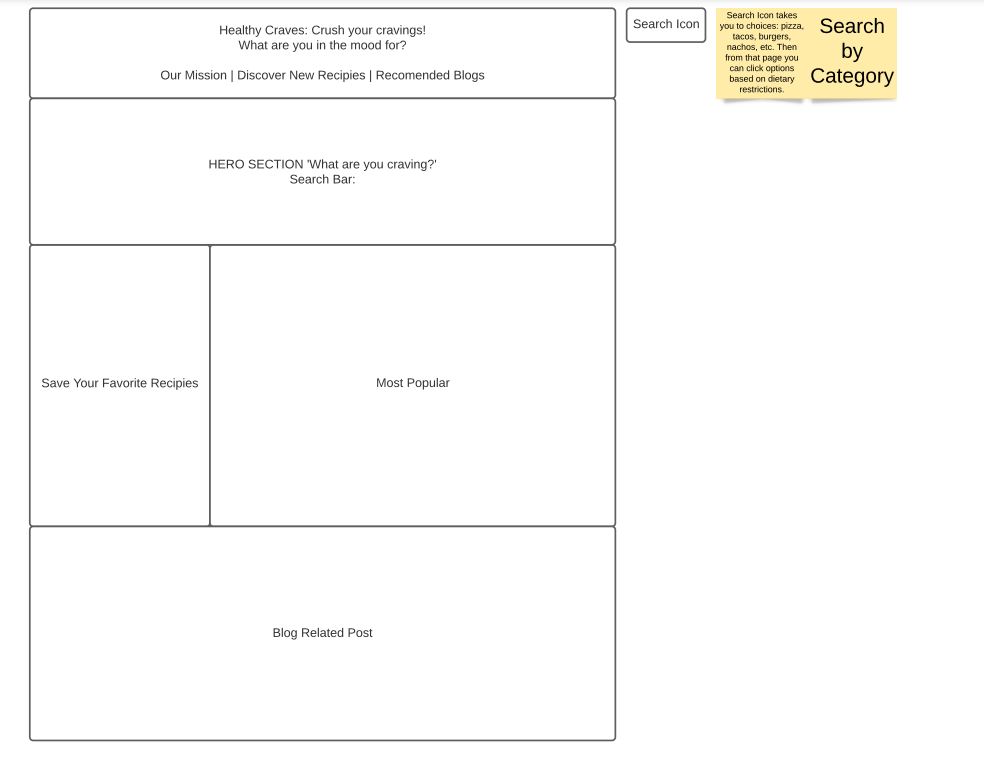 Healthy Craves: Crush your cravings!
What are you in the mood for?
Our Mission | Discover New Recipies | Recomended Blogs
Search Icon
Search Icon takes
you to choices: pizza,
tacos, burgers,
nachos, etc. Then
from that page you
can click options
based on dietary
restrictions.
Search
by
Category
HERO SECTION 'What are you craving?'
Search Bar:
Save Your Favorite Recipies
Most Popular
Blog Related Post